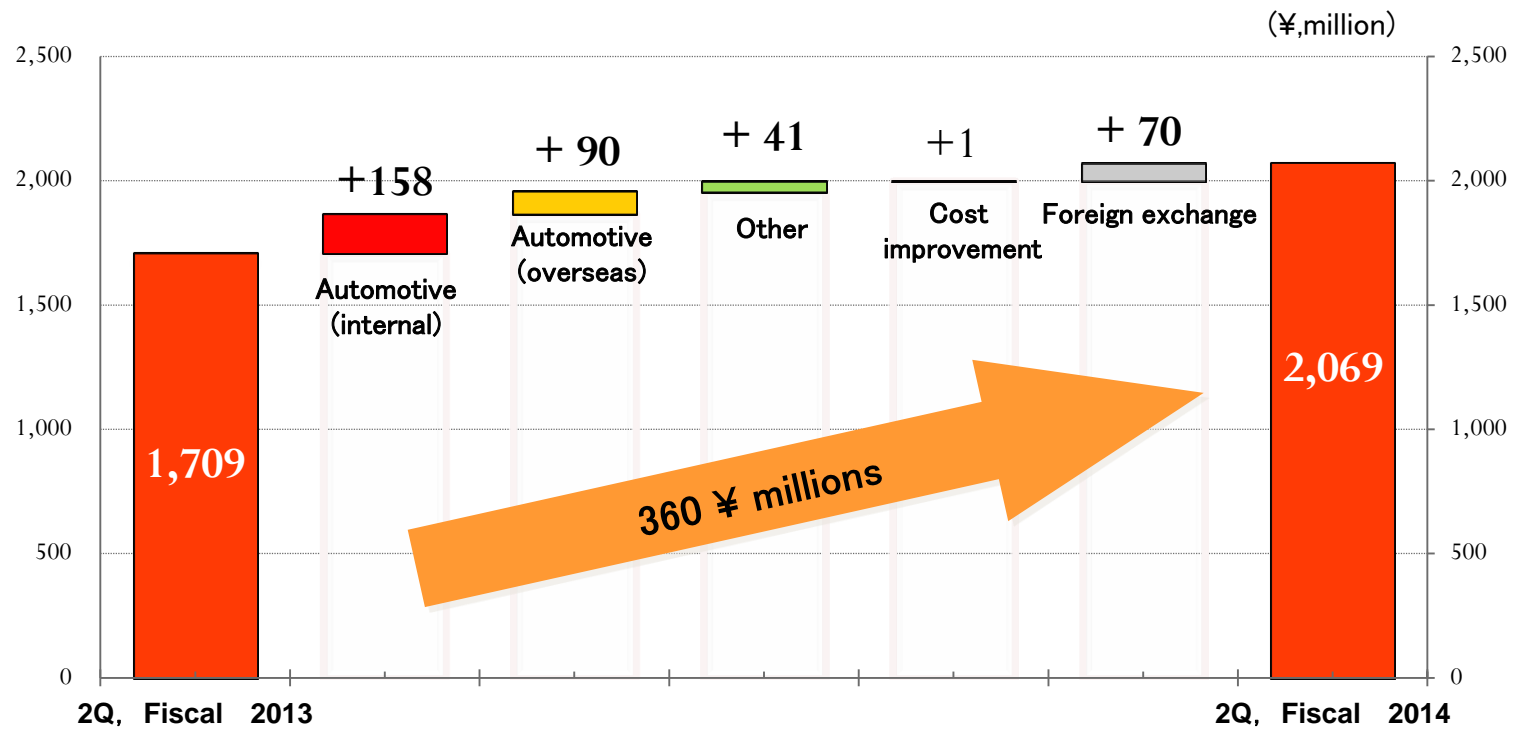 (¥,million)
2,500
2,500
2,000
2,000
1,500
1,500
1,000
1,000
500
500
0
0
+158
+ 90
+ 41
+1
+ 70
Automotive
(internal)
Automotive
(overseas)
Other
Cost
improvement
Foreign exchange
1,709
2,069
360 ¥ millions
2Q, Fiscal 2013
2Q, Fiscal 2014